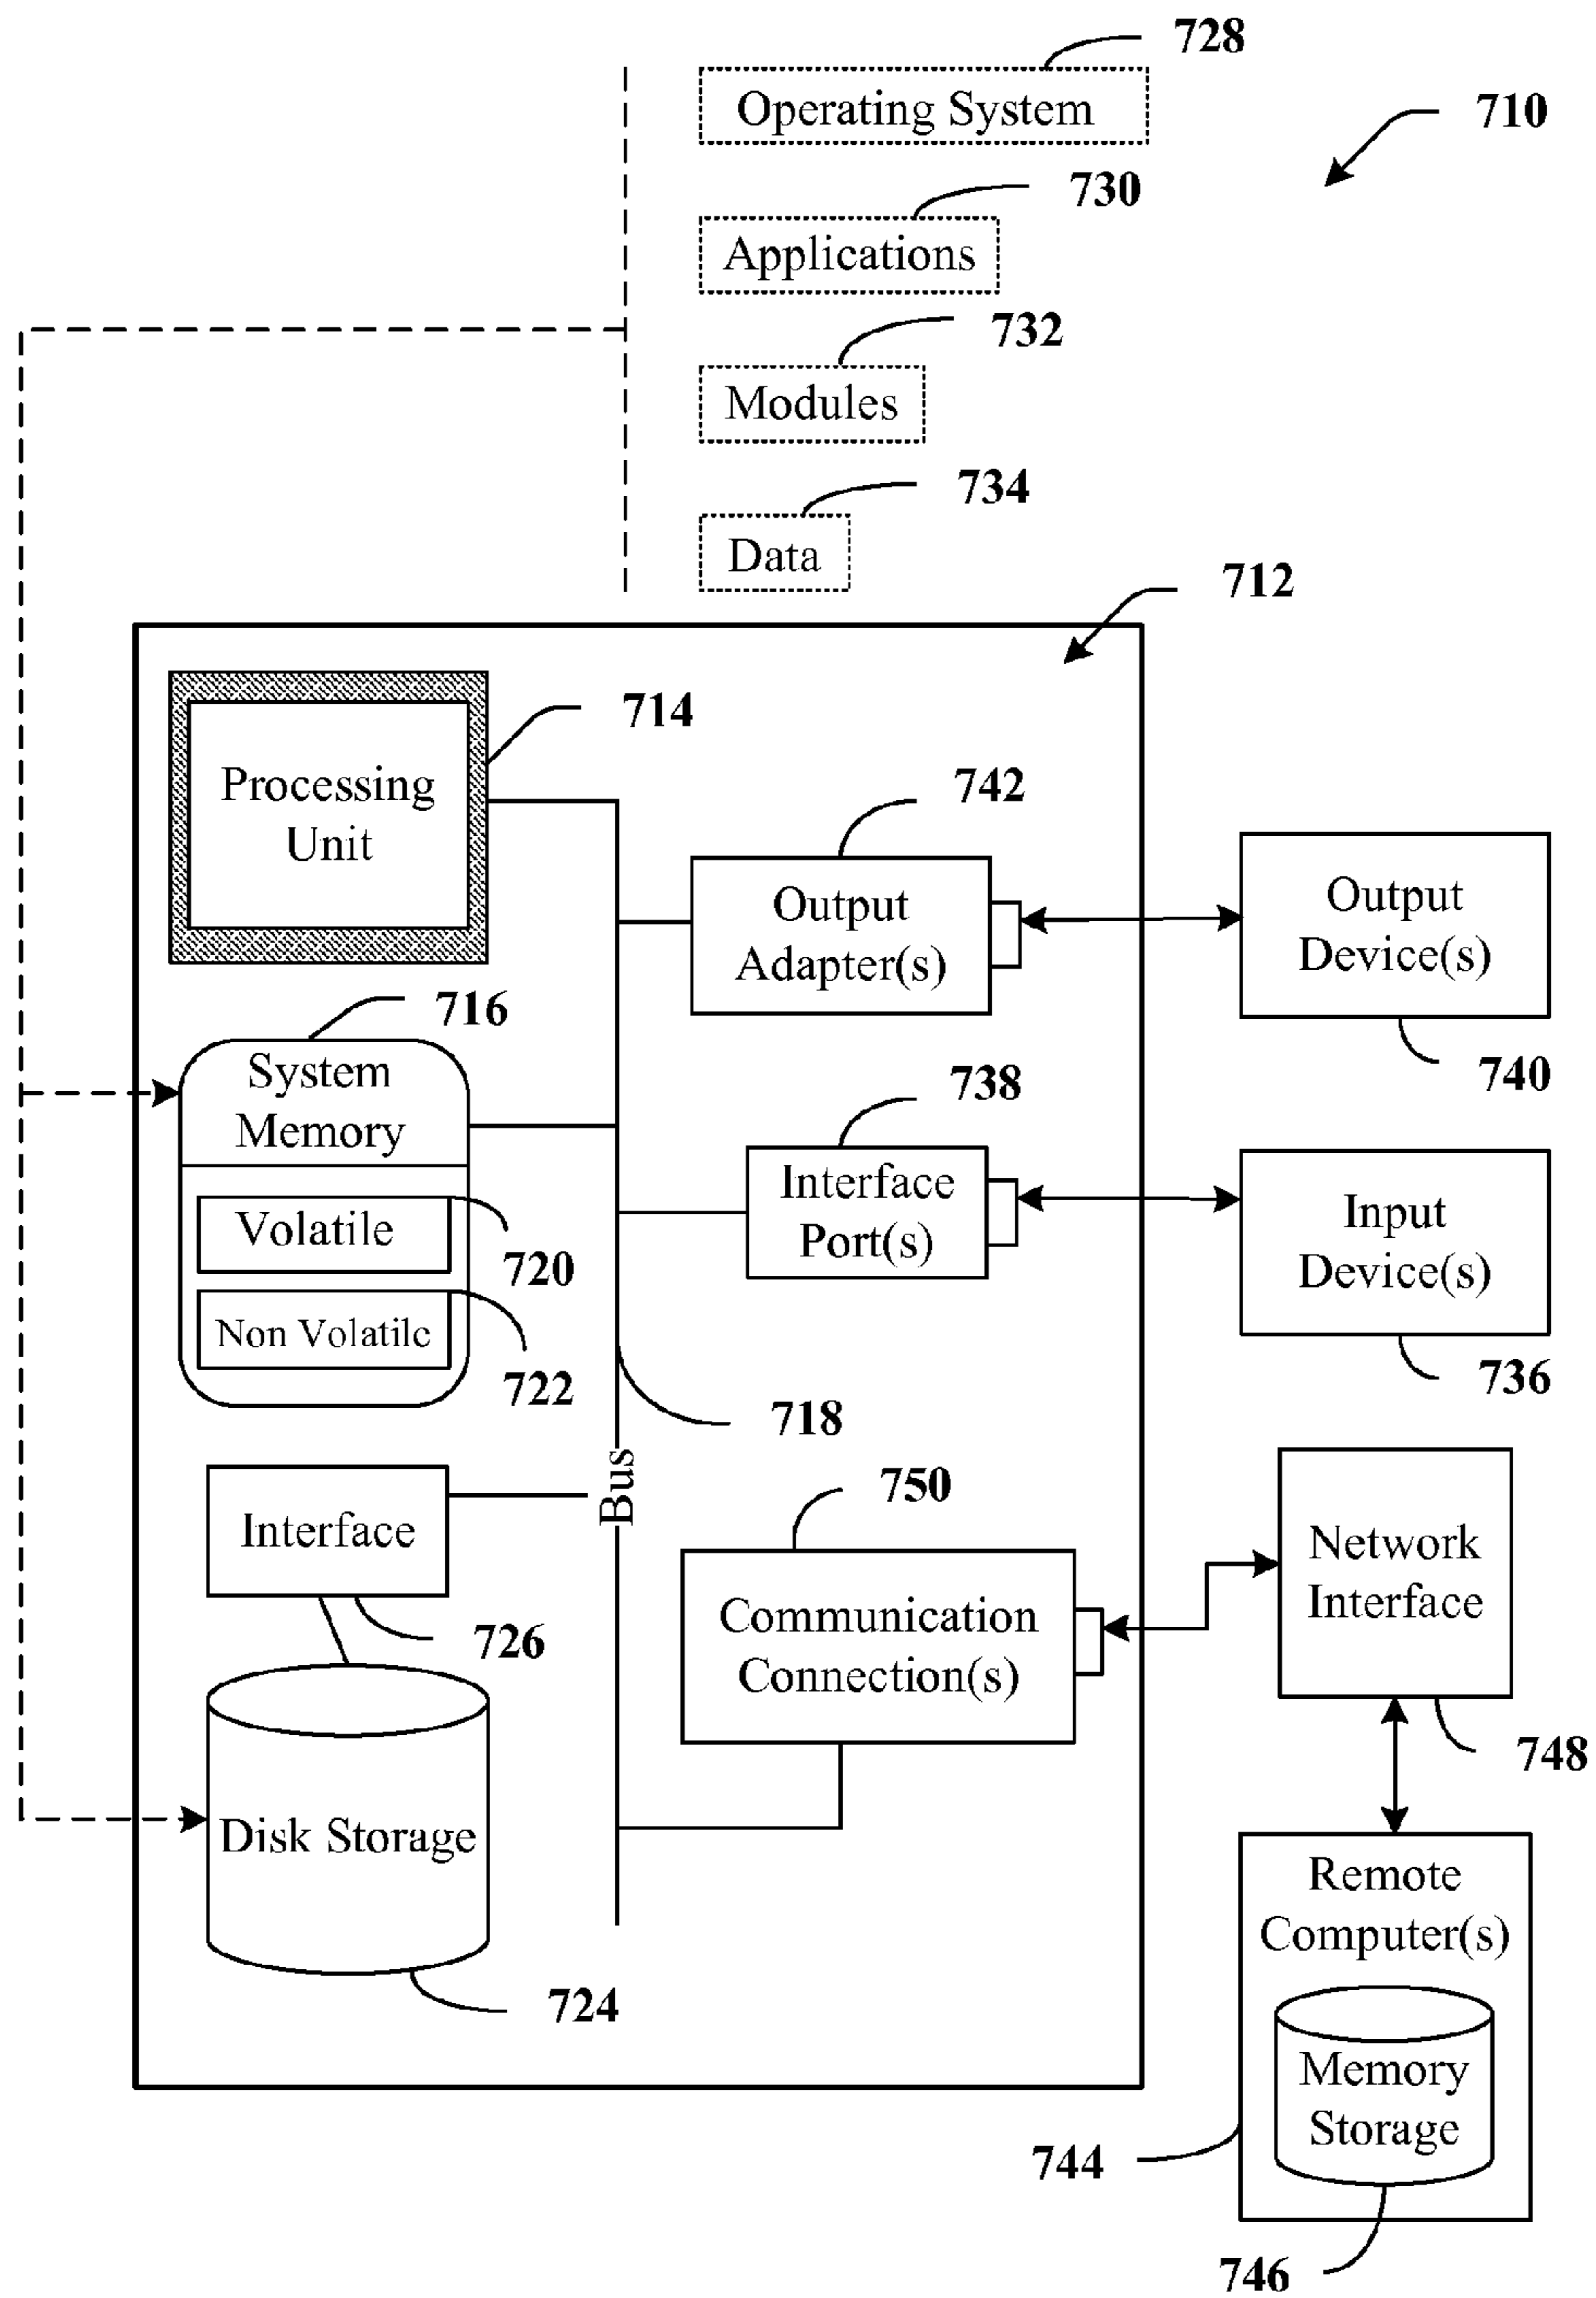 728
Operating System
710
730
Applications
732
Modules
734
Data
712
714
Processing
Unit
742
Output
Adapter(s)
Output
Device(s)
740
716
System
Memory
738
Interface
Port(s)
Input
Device(s)
736
Volatile
720
Non Volatile
722
718
Bus
Interface
726
750
Communication
Connection(s)
Network
Interface
748
Disk Storage
724
Remote
Computer(s)
Memory
Storage
744
746